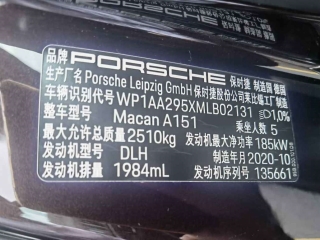 品牌 PORSCHE 保时捷 制造国 德国
生产厂名 Porsche Leipzig GmbH 保时捷股份公司莱比锡工厂制造
车辆识别代号 WP1AA295XMLB02131 1,0%
整车型号 Macan A151 乘坐人数 5
最大允许总质量 2510kg 发动机最大净功率 185kW
发动机型号 DLH 制造年月 2020-10
发动机排量 1984mL 发动机序列号 135661